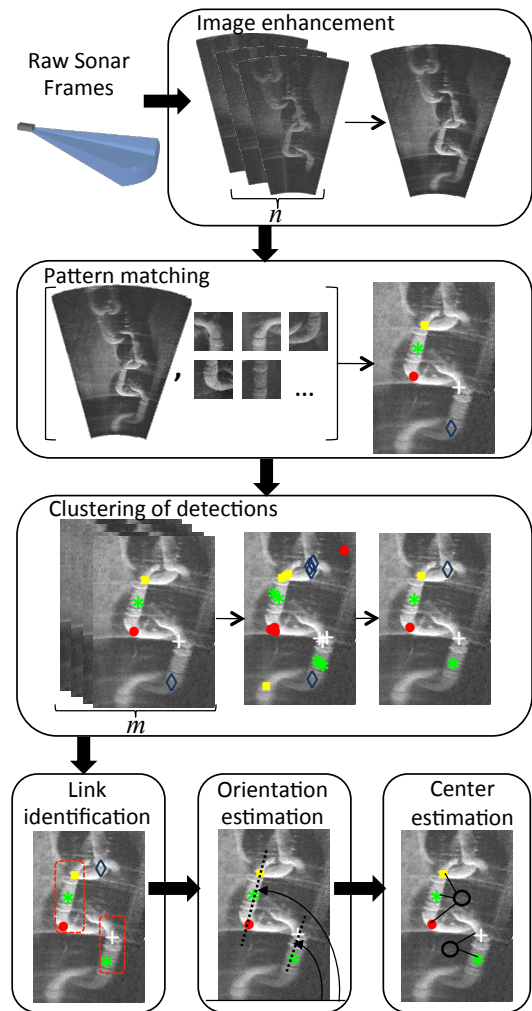 Image enhancement
Raw Sonar
Frames
n
Pattern matching
,
...
Clustering of detections
m
Link
identification
Orientation
estimation
Center
estimation